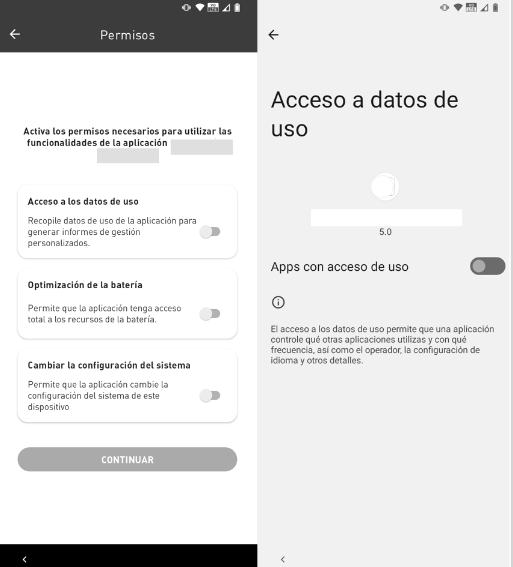 Permisos
Activa los permisos necesarios para utilizar las
funcionalidades de la aplicación
Acceso a los datos de uso
Recopile datos de uso de la aplicación para
generar informes de gestión
personalizados.
Optimización de la batería
Permite que la aplicación tenga acceso
total a los recursos de la batería.
Cambiar la configuración del sistema
Permite que la aplicación cambie la
configuración del sistema de este
dispositivo
CONTINUAR
Acceso a datos de
uso
5.0
Apps con acceso de uso
El acceso a los datos de uso permite que una aplicación
controle qué otras aplicaciones utilizas y con qué
frecuencia, así como el operador, la configuración de
idioma y otros detalles.